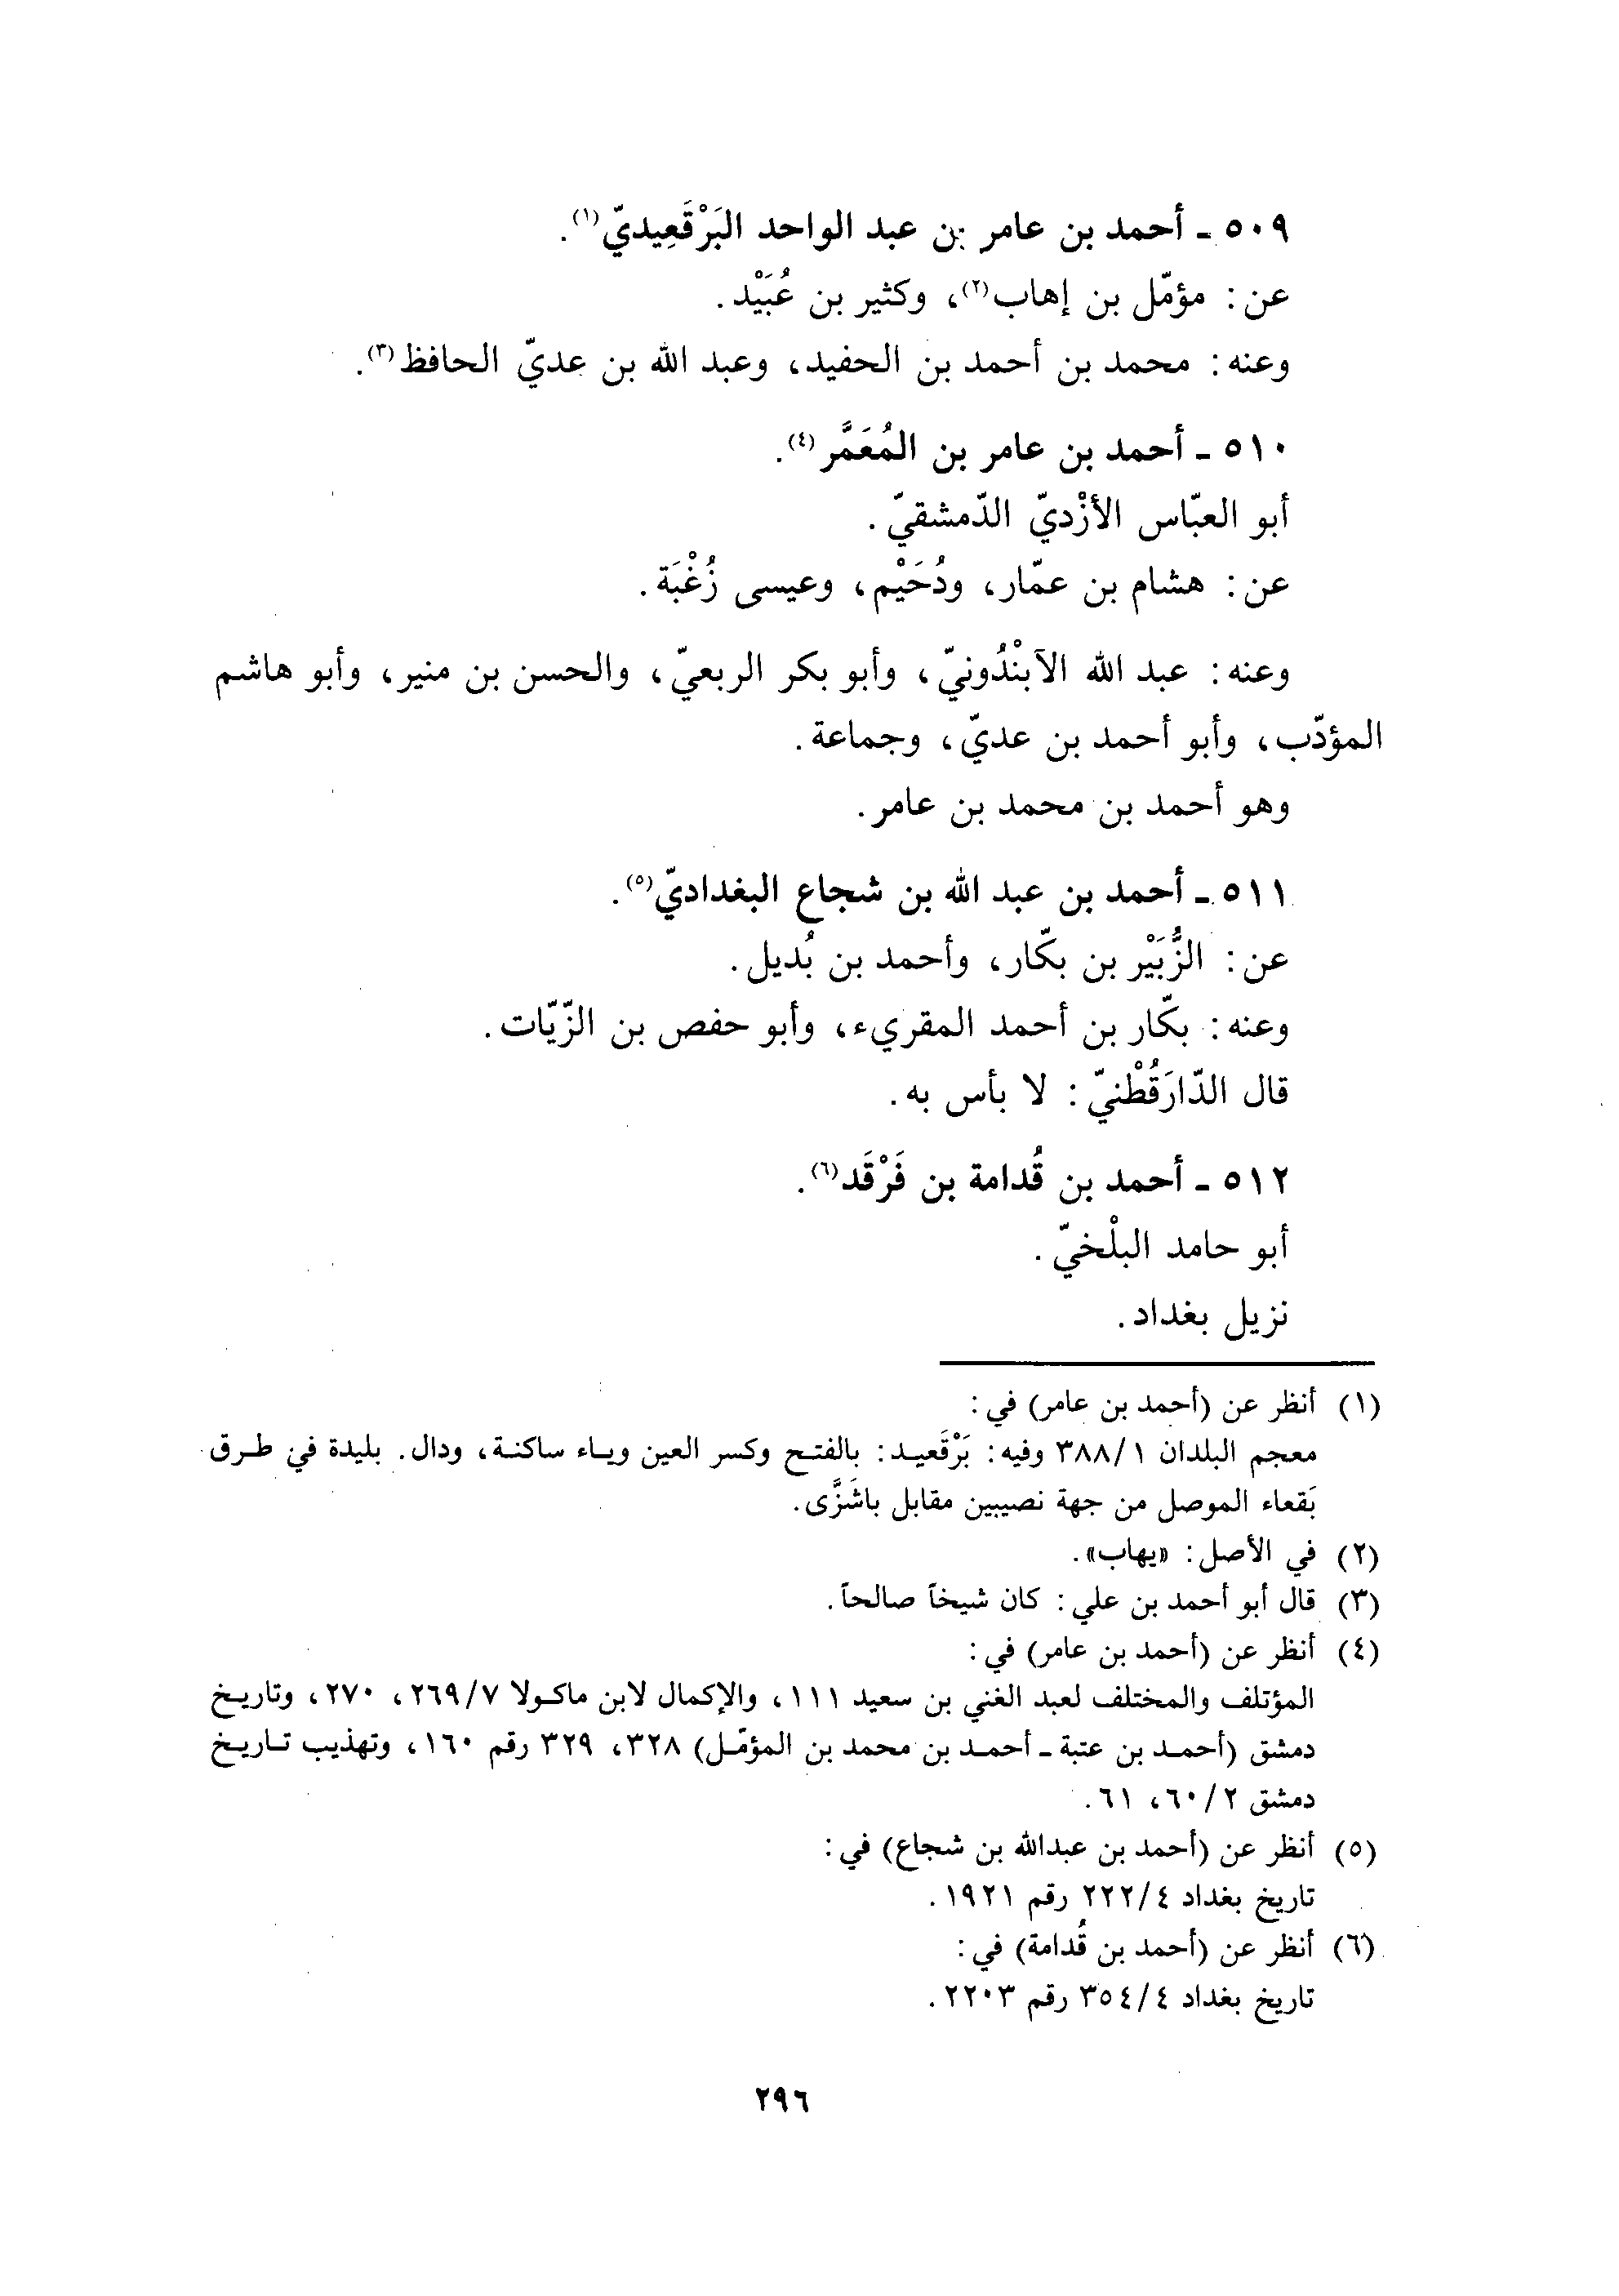 ٥٠٩ - أحمد بن عامر بن عبد الواحد البَرْقَعِيديّ(١).
عن: مؤمّل بن إهاب(٢)، وكثير بن عُبَيْد.
وعنه: محمد بن أحمد بن الحفيد، وعبد الله بن عديّ الحافظ(٣).
٥١٠ - أحمد بن عامر بن المُعَمَّر(٤).
أبو العبّاس الأزْديّ الدّمشقيّ.
عن: هشام بن عمّار، ودُحَيْم، وعيسى زُغْبَة.
وعنه: عبد الله الآبنْدُونيّ، وأبو بكر الربعيّ، والحسن بن منير، وأبو هاشم
المؤدّب، وأبو أحمد بن عديّ، وجماعة.
وهو أحمد بن محمد بن عامر.
٥١١ - أحمد بن عبد الله بن شجاع البغداديّ(٥).
عن: الزُّبَيْر بن بكّار، وأحمد بن بُديل.
وعنه: بكّار بن أحمد المقريء، وأبو حفص بن الزّيّات.
قال الدّارَقُطْنيّ: لا بأس به.
٥١٢ - أحمد بن قُدامة بن فَرْقَد(٦).
أبو حامد البلْخيّ.
نزيل بغداد.
(١) أنظر عن (أحمد بن عامر) في:
معجم البلدان ٣٨٨/١ وفيه: بَرْقَعيد: بالفتح وكسر العين وياء ساكنة، ودال. بليدة في طرق
بَقعاء الموصل من جهة نصيبين مقابل باشَزَّى.
(٢) في الأصل: «يهاب».
(٣) قال أبو أحمد بن علي: كان شيخاً صالحاً.
(٤) أنظر عن (أحمد بن عامر) في:
المؤتلف والمختلف لعبد الغني بن سعيد ١١١، والإكمال لابن ماكولا ٢٦٩/٧، ٢٧٠، وتاريخ
دمشق (أحمد بن عتبة - أحمد بن محمد بن المؤمّل) ٣٢٨، ٣٢٩ رقم ١٦٠، وتهذيب تاريخ
دمشق ٦٠/٢، ٦١.
(٥) أنظر عن (أحمد بن عبدالله بن شجاع) في:
تاريخ بغداد ٢٢٢/٤ رقم ١٩٢١.
(٦) أنظر عن (أحمد بن قُدامة) في:
تاريخ بغداد ٣٥٤/٤ رقم ٢٢٠٣.
٢٩٦